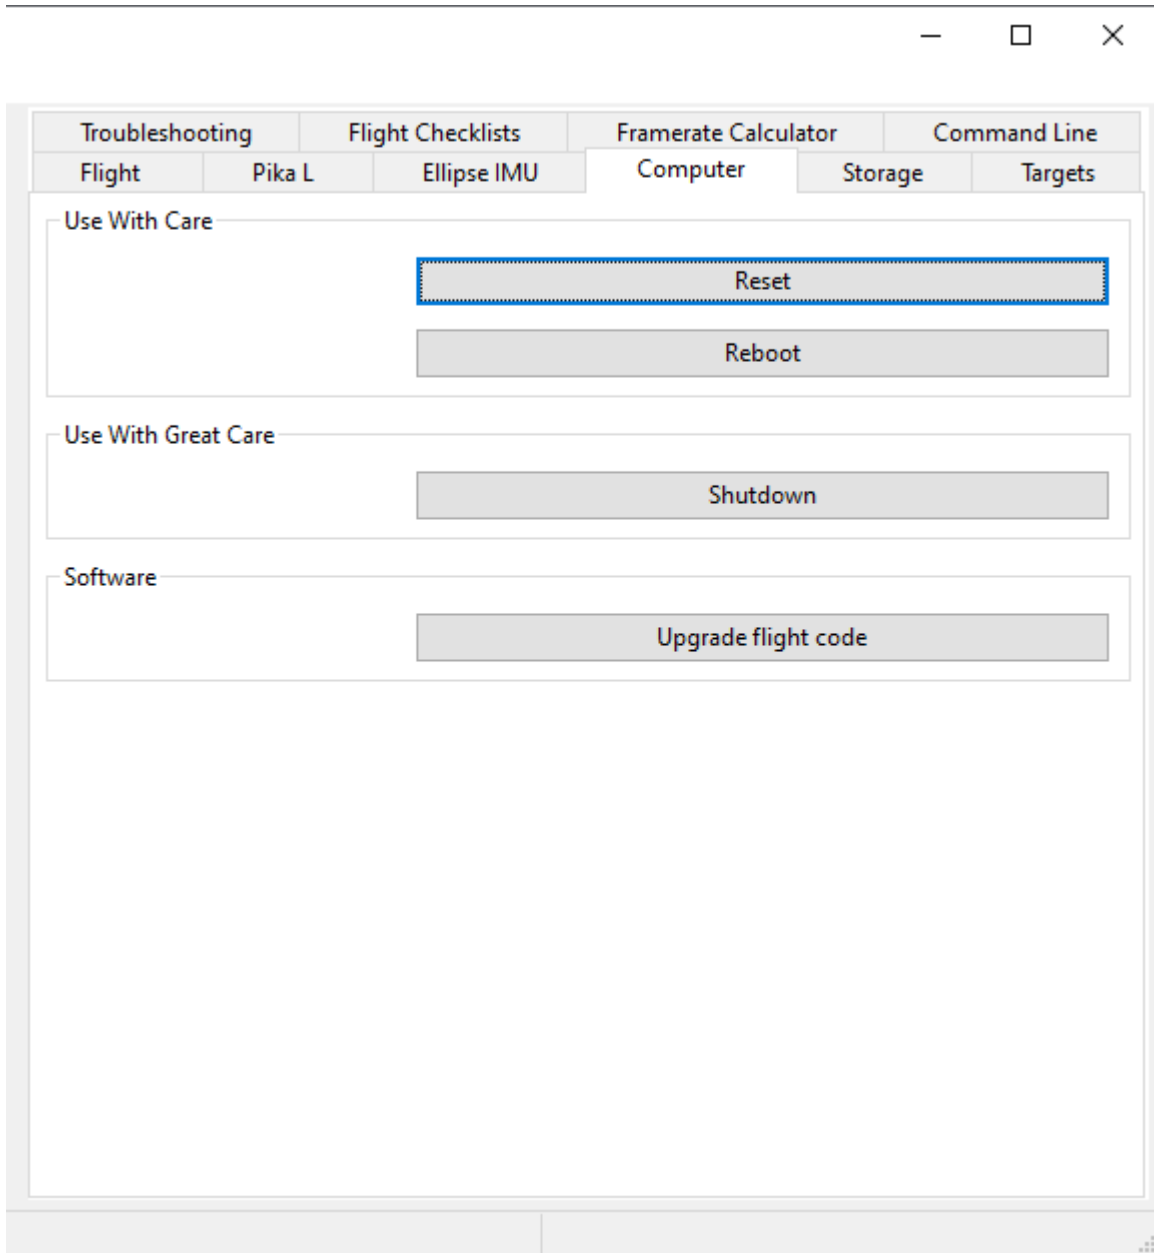 Troubleshooting Flight Checklists Framerate Calculator Command Line
Flight Pika L Ellipse IMU Computer Storage Targets
Use With Care
Reset
Reboot
Use With Great Care
Shutdown
Software
Upgrade flight code